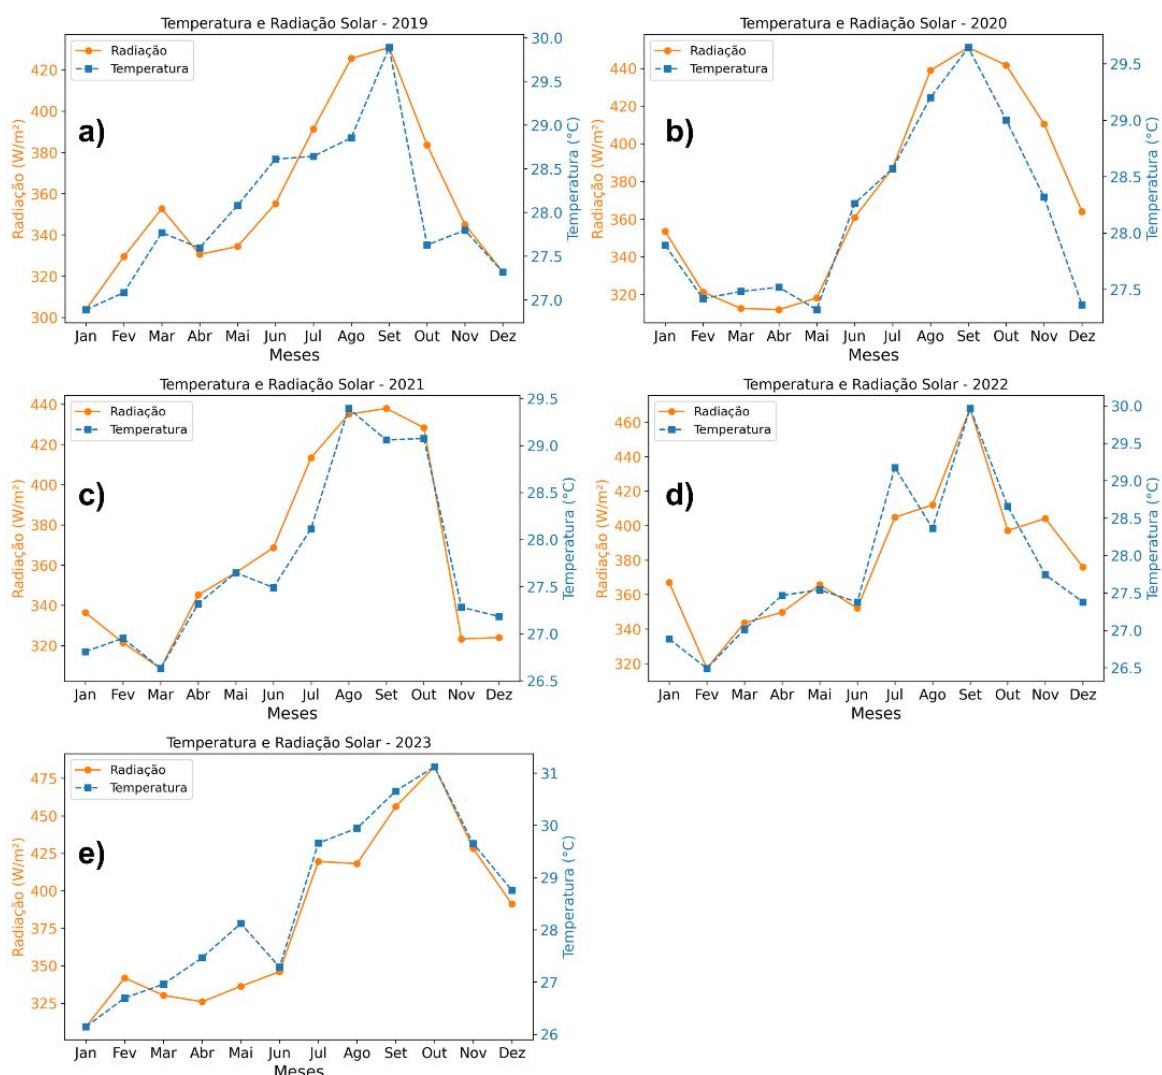 Temperatura e Radiação Solar - 2019
Radiação
Temperatura
a)
Radiação (W/m²)
420
400
380
360
340
320
300
30.0
29.5
29.0
28.5
28.0
27.5
27.0
Temperatura (°C)
Jan Fev Mar Abr Mai Jun Jul Ago Set Out Nov Dez
Meses
Temperatura e Radiação Solar - 2020
Radiação
Temperatura
b)
Radiação (W/m²)
440
420
400
380
360
340
320
29.5
29.0
28.5
28.0
27.5
Temperatura (°C)
Jan Fev Mar Abr Mai Jun Jul Ago Set Out Nov Dez
Meses
Temperatura e Radiação Solar - 2021
Radiação
Temperatura
c)
Radiação (W/m²)
440
420
400
380
360
340
320
29.5
29.0
28.5
28.0
27.5
27.0
26.5
Temperatura (°C)
Jan Fev Mar Abr Mai Jun Jul Ago Set Out Nov Dez
Meses
Temperatura e Radiação Solar - 2022
Radiação
Temperatura
d)
Radiação (W/m²)
460
440
420
400
380
360
340
320
30.0
29.5
29.0
28.5
28.0
27.5
27.0
26.5
Temperatura (°C)
Jan Fev Mar Abr Mai Jun Jul Ago Set Out Nov Dez
Meses
Temperatura e Radiação Solar - 2023
Radiação
Temperatura
e)
Radiação (W/m²)
475
450
425
400
375
350
325
31
30
29
28
27
26
Temperatura (°C)
Jan Fev Mar Abr Mai Jun Jul Ago Set Out Nov Dez
Meses